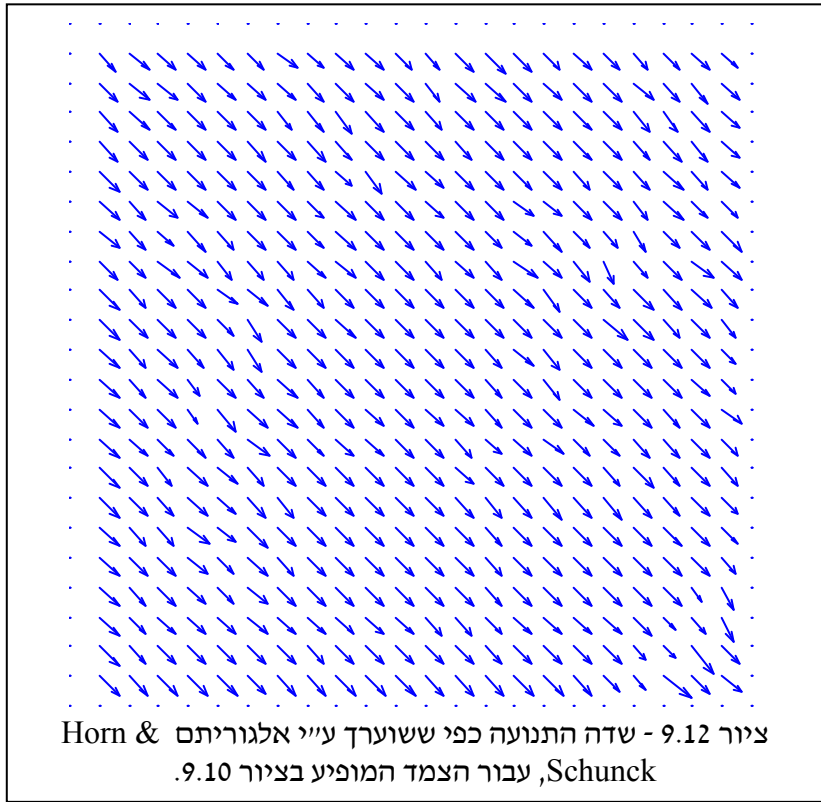 ציור 9.12 - שדה התנועה כפי ששוערך ע״י אלגוריתם Horn &
Schunck, עבור הצמד המופיע בציור 9.10.